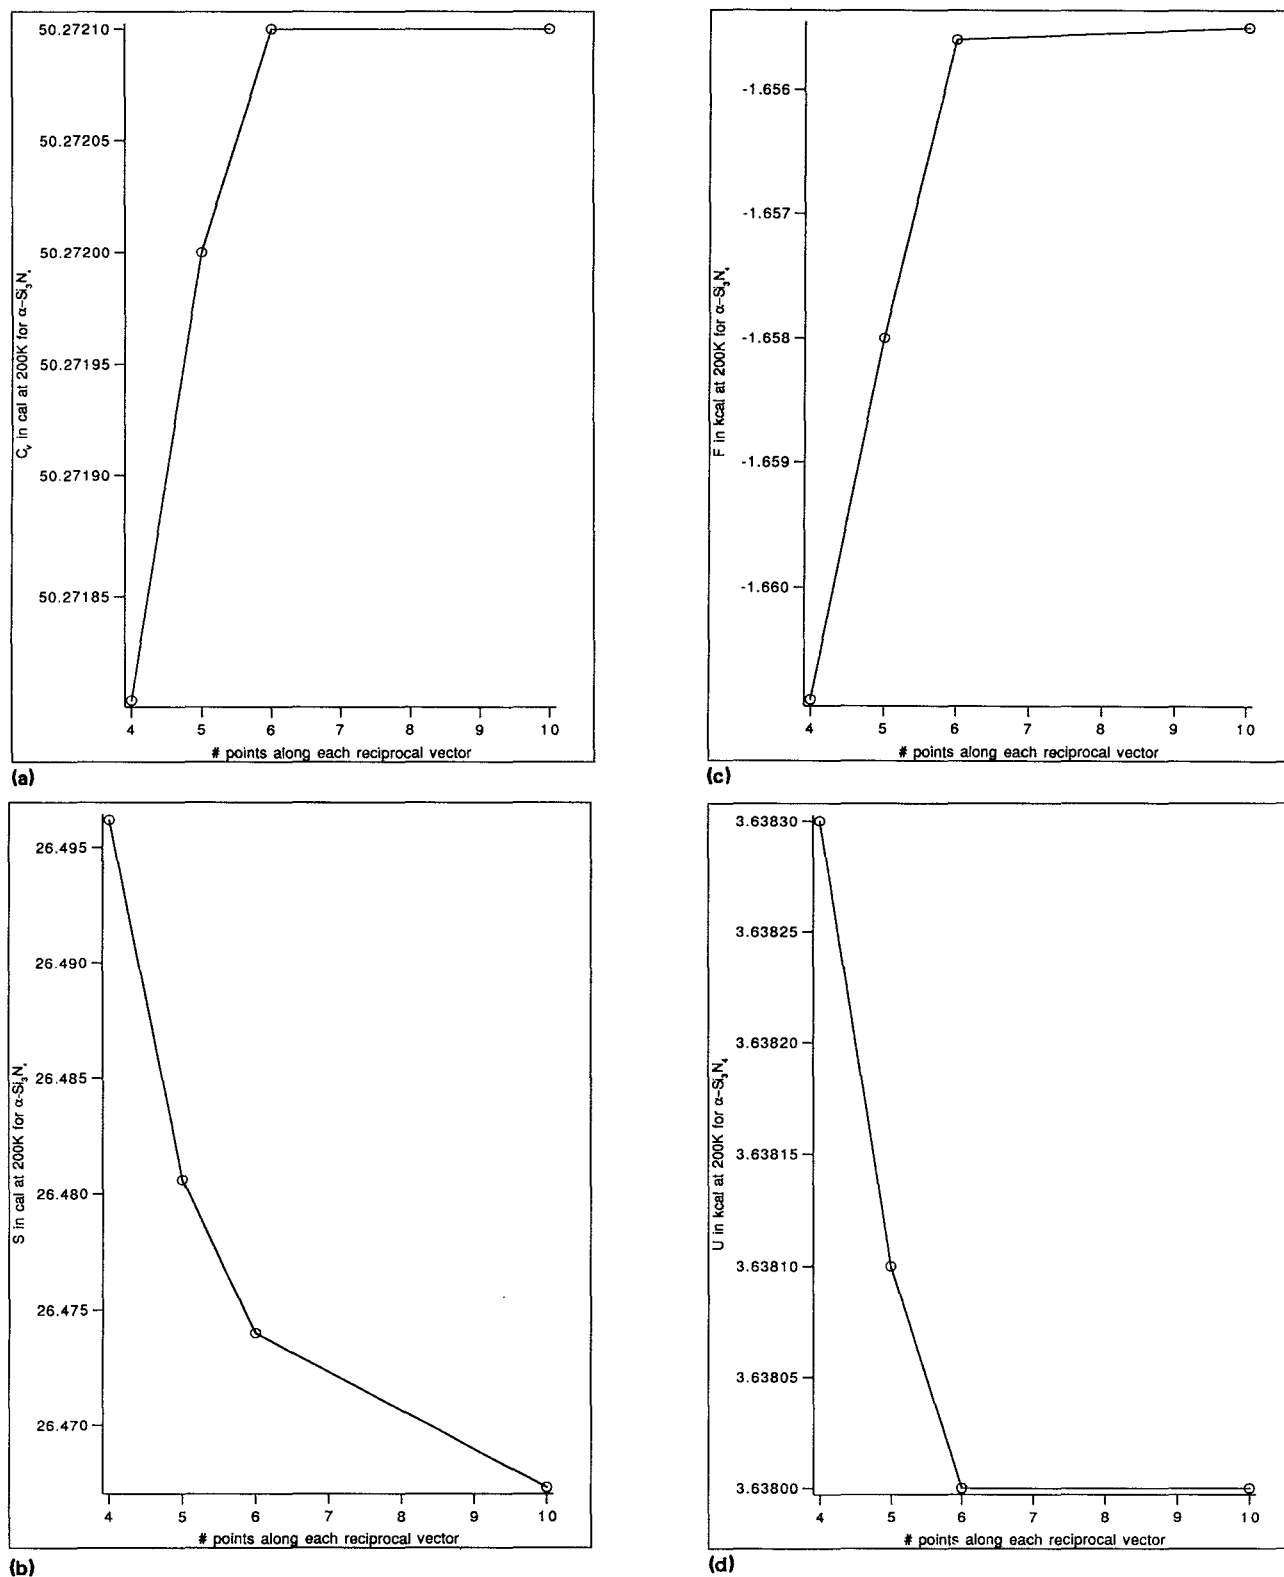 50.27210
50.27205
50.27200
50.27195
50.27190
50.27185
Cv in cal at 200K for α-Si3N4
4 5 6 7 8 9 10
# points along each reciprocal vector
(a)
-1.656
-1.657
-1.658
-1.659
-1.660
F in kcal at 200K for α-Si3N4
4 5 6 7 8 9 10
# points along each reciprocal vector
(c)
26.495
26.490
26.485
26.480
26.475
26.470
S in cal at 200K for α-Si3N4
4 5 6 7 8 9 10
# points along each reciprocal vector
(b)
3.63830
3.63825
3.63820
3.63815
3.63810
3.63805
3.63800
U in kcal at 200K for α-Si3N4
4 5 6 7 8 9 10
# points along each reciprocal vector
(d)